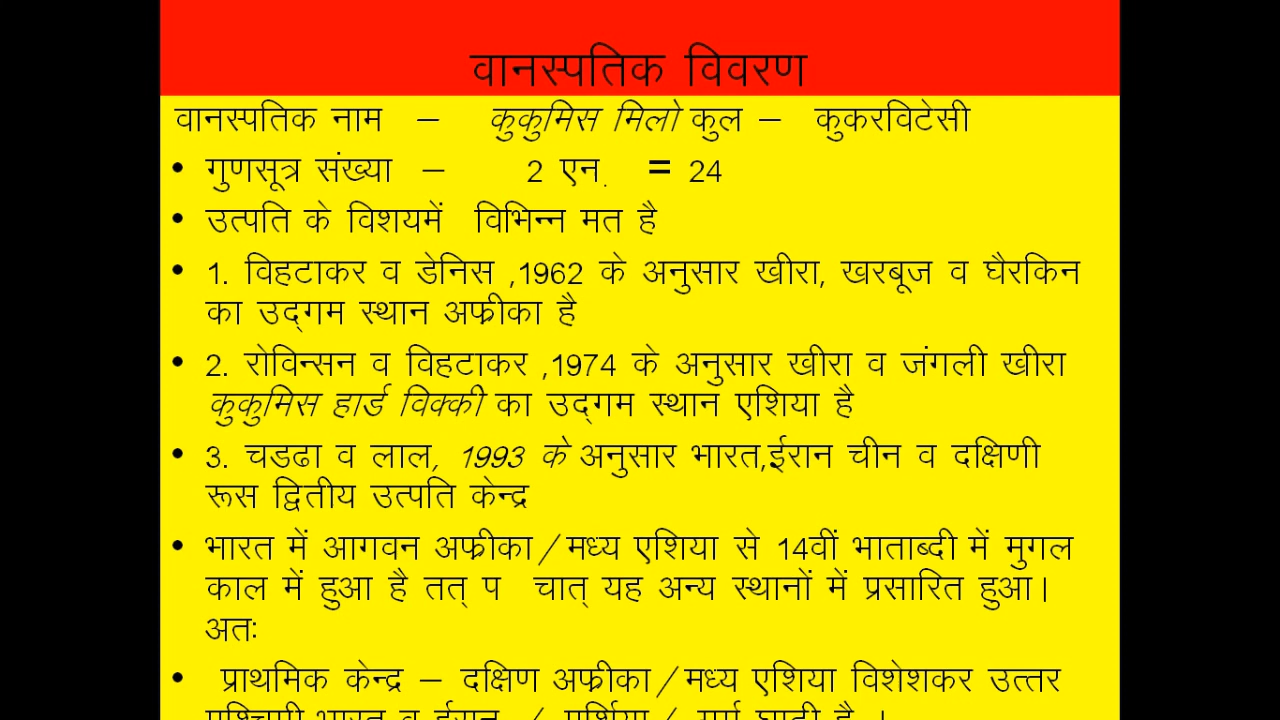 वानस्पतिक विवरण
वानस्पतिक नाम – कुकुमिस मिलो कुल – कुकरविटेसी
• गुणसूत्र संख्या – 2 एन. = 24
• उत्पति के विशयमें विभिन्न मत है
• 1. विहटाकर व डेनिस ,1962 के अनुसार खीरा, खरबूज व घैरकिन
का उद्गम स्थान अफ्रीका है
• 2. रोविन्सन व विहटाकर ,1974 के अनुसार खीरा व जंगली खीरा
कुकुमिस हार्ड विक्की का उद्गम स्थान एशिया है
• 3. चडढा व लाल, 1993 के अनुसार भारत,ईरान चीन व दक्षिणी
रूस द्वितीय उत्पति केन्द्र
• भारत में आगवन अफ्रीका/मध्य एशिया से 14वीं भाताब्दी में मुगल
काल में हुआ है तत् प चात् यह अन्य स्थानों में प्रसारित हुआ।
अतः
• प्राथमिक केन्द्र – दक्षिण अफ्रीका/मध्य एशिया विशेशकर उत्तर
पश्चिमी भारत व ईरान / है ।